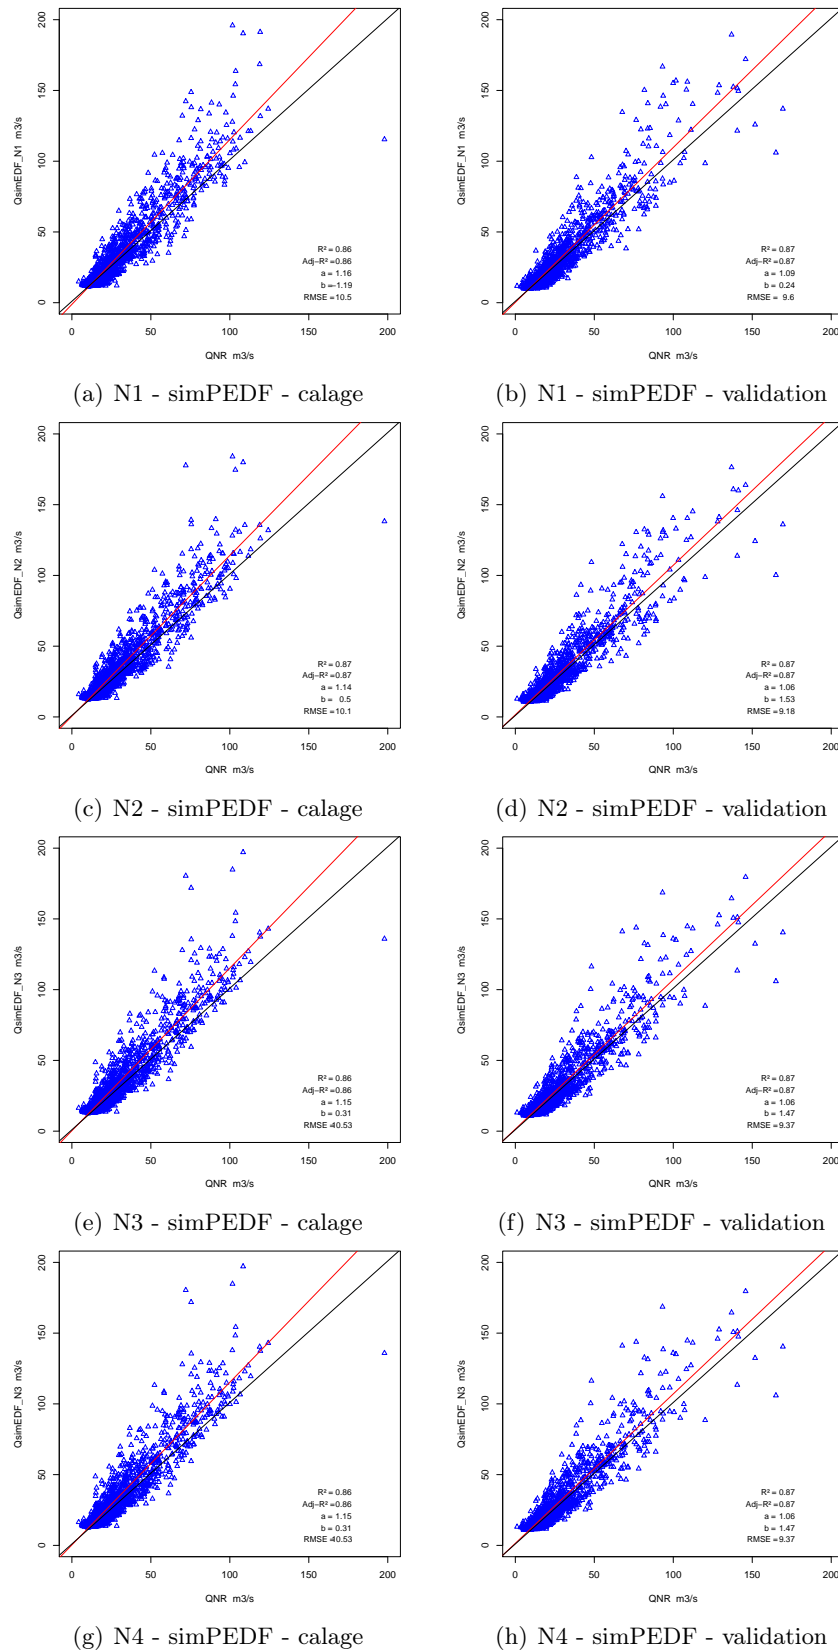 200
150
100
50
0
QsimEDF_N1 m3/s
R² = 0.86
Adj−R² =0.86
a = 1.16
b =-1.19
RMSE =10.5
0 50 100 150 200
QNR m3/s
(a) N1 - simPEDF - calage
200
150
100
50
0
QsimEDF_N1 m3/s
R² = 0.87
Adj−R² =0.87
a = 1.09
b = 0.24
RMSE = 9.6
0 50 100 150 200
QNR m3/s
(b) N1 - simPEDF - validation
200
150
100
50
0
QsimEDF_N2 m3/s
R² = 0.87
Adj−R² =0.87
a = 1.14
b = 0.5
RMSE =10.1
0 50 100 150 200
QNR m3/s
(c) N2 - simPEDF - calage
200
150
100
50
0
QsimEDF_N2 m3/s
R² = 0.87
Adj−R² =0.87
a = 1.06
b = 1.53
RMSE =9.18
0 50 100 150 200
QNR m3/s
(d) N2 - simPEDF - validation
200
150
100
50
0
QsimEDF_N3 m3/s
R² = 0.86
Adj−R² =0.86
a = 1.15
b = 0.31
RMSE =10.53
0 50 100 150 200
QNR m3/s
(e) N3 - simPEDF - calage
200
150
100
50
0
QsimEDF_N3 m3/s
R² = 0.87
Adj−R² =0.87
a = 1.06
b = 1.47
RMSE =9.37
0 50 100 150 200
QNR m3/s
(f) N3 - simPEDF - validation
200
150
100
50
0
QsimEDF_N3 m3/s
R² = 0.86
Adj−R² =0.86
a = 1.15
b = 0.31
RMSE =10.53
0 50 100 150 200
QNR m3/s
(g) N4 - simPEDF - calage
200
150
100
50
0
QsimEDF_N3 m3/s
R² = 0.87
Adj−R² =0.87
a = 1.06
b = 1.47
RMSE =9.37
0 50 100 150 200
QNR m3/s
(h) N4 - simPEDF - validation